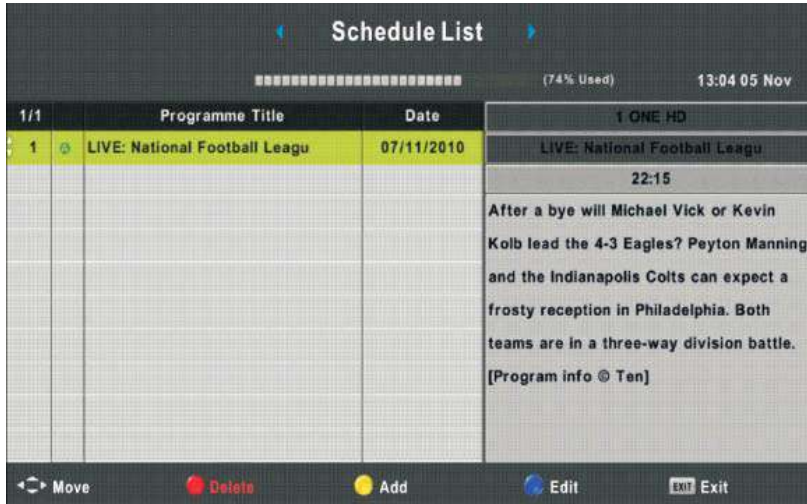 Schedule List
(74% Used)
13:04 05 Nov
1/1 Programme Title Date
1 LIVE: National Football Leagu 07/11/2010
1 ONE HD
LIVE: National Football Leagu
22:15
After a bye will Michael Vick or Kevin
Kolb lead the 4-3 Eagles? Peyton Manning
and the Indianapolis Colts can expect a
frosty reception in Philadelphia. Both
teams are in a three-way division battle.
[Program info © Ten]
Move Delete Add Edit EXIT Exit